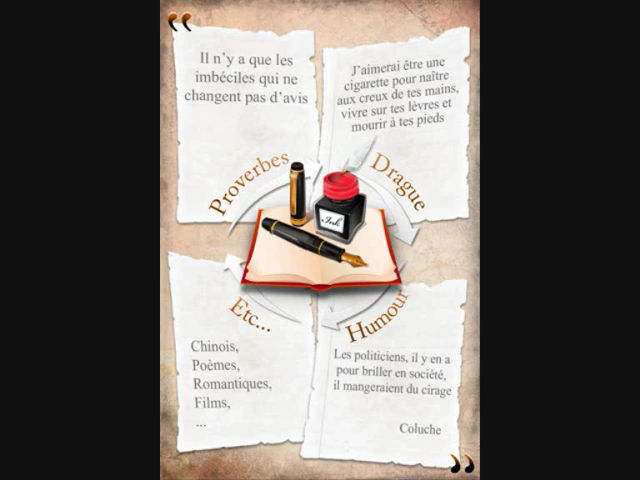 Il n’y a que les
imbéciles qui ne
changent pas d’avis
J’aimerai être une
cigarette pour naître
aux creux de tes mains,
vivre sur tes lèvres et
mourir à tes pieds
Proverbes
Drague
Ink
Etc...
Humour
Chinois,
Poèmes,
Romantiques,
Films,
...
Les politiciens, il y en a
pour briller en société,
il mangeraient du cirage
Coluche